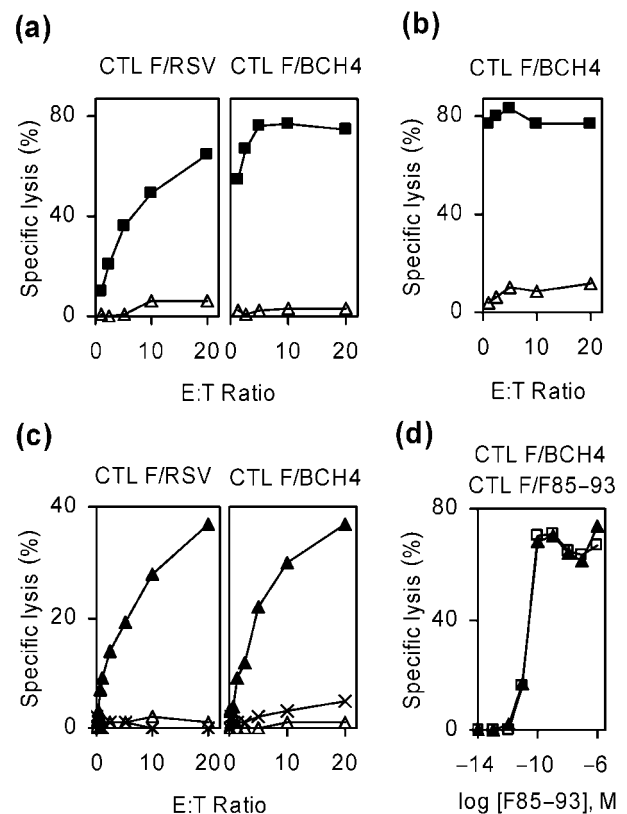 (a)
CTL F/RSV CTL F/BCH4
Specific lysis (%)
80
40
0
0 10 20 0 10 20
E:T Ratio
(b)
CTL F/BCH4
Specific lysis (%)
80
40
0
0 10 20
E:T Ratio
(c)
CTL F/RSV CTL F/BCH4
Specific lysis (%)
40
20
0
0 10 20 0 10 20
E:T Ratio
(d)
CTL F/BCH4
CTL F/F85–93
Specific lysis (%)
80
40
0
–14 –10 –6
log [F85–93], M